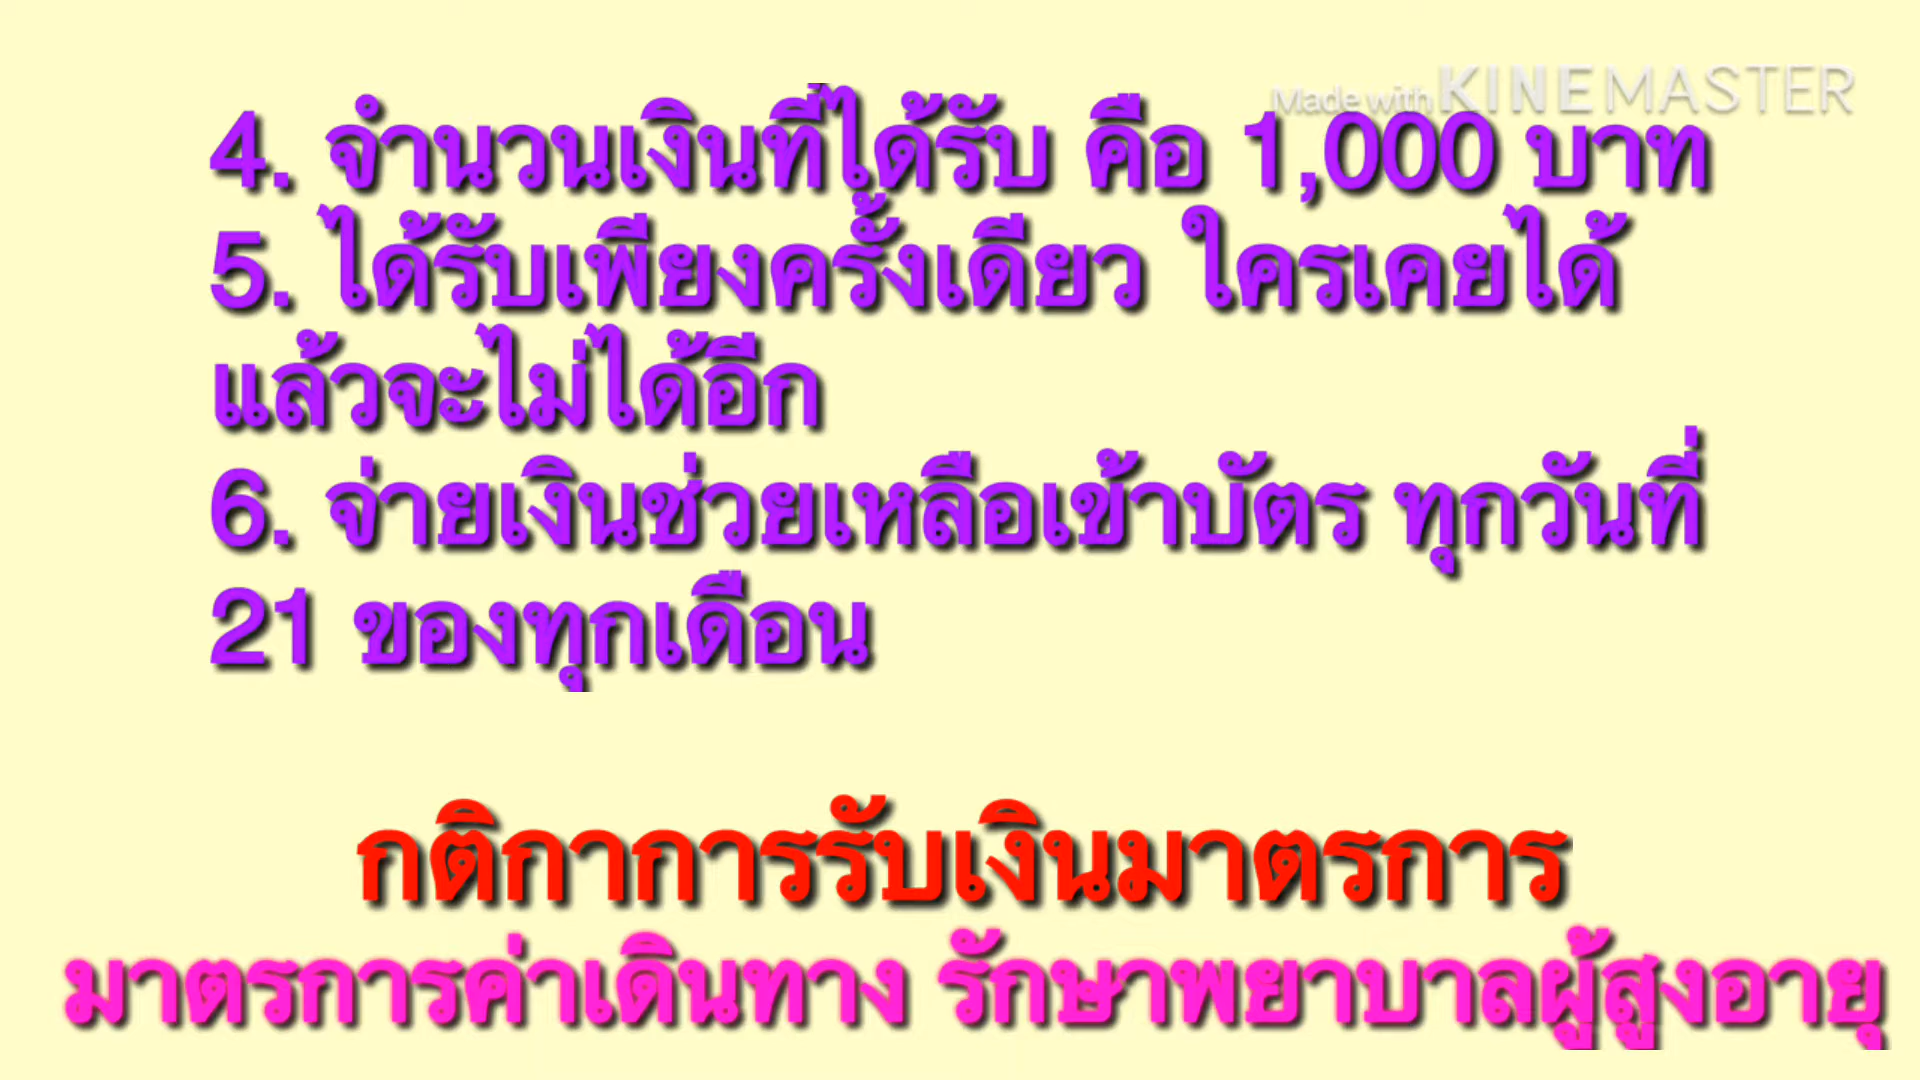 Made with KINEMASTER
4. จำนวนเงินที่ได้รับ คือ 1,000 บาท
5. ได้รับเพียงครั้งเดียว ใครเคยได้
แล้วจะไม่ได้อีก
6. จ่ายเงินช่วยเหลือเข้าบัตร ทุกวันที่
21 ของทุกเดือน
กติกาการรับเงินมาตรการ
มาตรการค่าเดินทาง รักษาพยาบาลผู้สูงอายุ